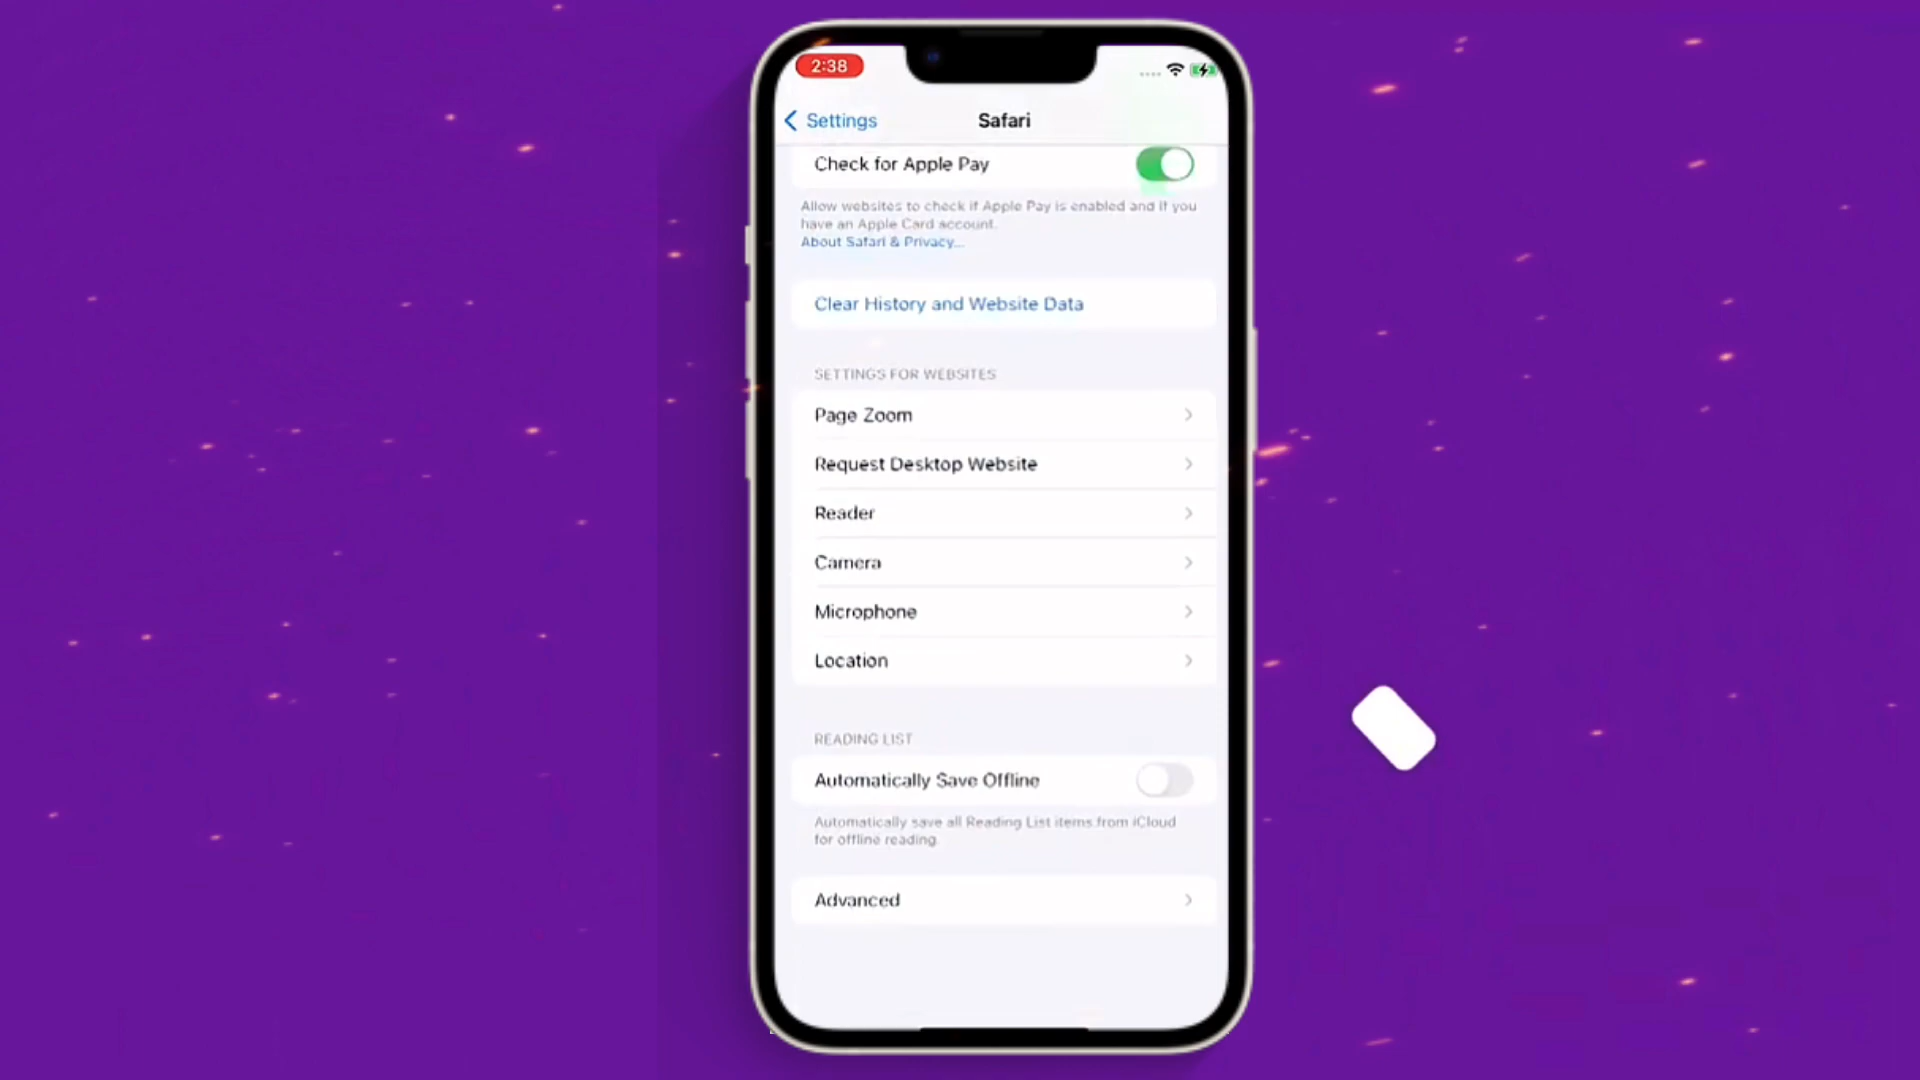 2:38
Settings
Safari
Check for Apple Pay
Allow websites to check if Apple Pay is enabled and if you
have an Apple Card account.
About Safari & Privacy...
Clear History and Website Data
SETTINGS FOR WEBSITES
Page Zoom
Request Desktop Website
Reader
Camera
Microphone
Location
READING LIST
Automatically Save Offline
Automatically save all Reading List items from iCloud
for offline reading.
Advanced